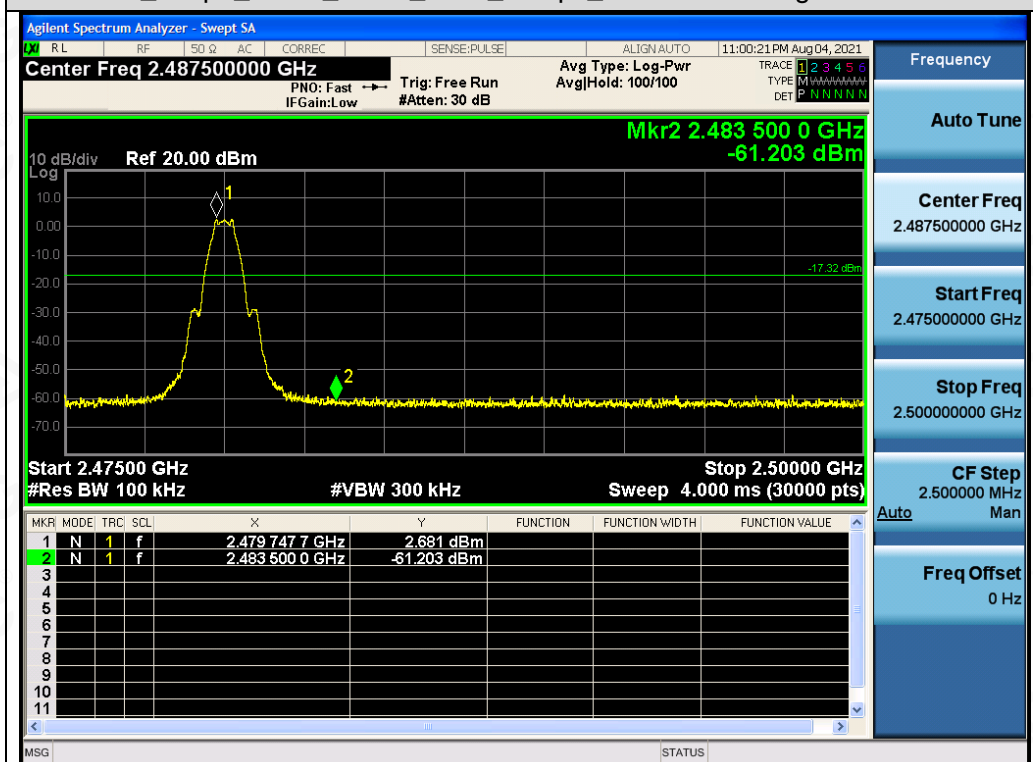 Agilent Spectrum Analyzer - Swept SA
LXI RL RF 50 Ω AC CORREC SENSE:PULSE ALIGN AUTO 11:00:21 PM Aug 04, 2021
Center Freq 2.487500000 GHz
PNO: Fast
IFGain:Low
Trig: Free Run
#Atten: 30 dB
Avg Type: Log-Pwr
Avg|Hold: 100/100
TRACE 1 2 3 4 5 6
TYPE M
DET P N N N N N
Mkr2 2.483 500 0 GHz
-61.203 dBm
10 dB/div Ref 20.00 dBm
Log
10.0
0.00
-10.0
-20.0
-30.0
-40.0
-50.0
-60.0
-70.0
1
2
-17.32 dBm
Start 2.47500 GHz Stop 2.50000 GHz
#Res BW 100 kHz #VBW 300 kHz Sweep 4.000 ms (30000 pts)
MKR MODE TRC SCL X Y FUNCTION FUNCTION WIDTH FUNCTION VALUE
1 N 1 f 2.479 747 7 GHz 2.681 dBm
2 N 1 f 2.483 500 0 GHz -61.203 dBm
3
4
5
6
7
8
9
10
11
MSG STATUS
Frequency
Auto Tune
Center Freq
2.487500000 GHz
Start Freq
2.475000000 GHz
Stop Freq
2.500000000 GHz
CF Step
2.500000 MHz
Auto Man
Freq Offset
0 Hz